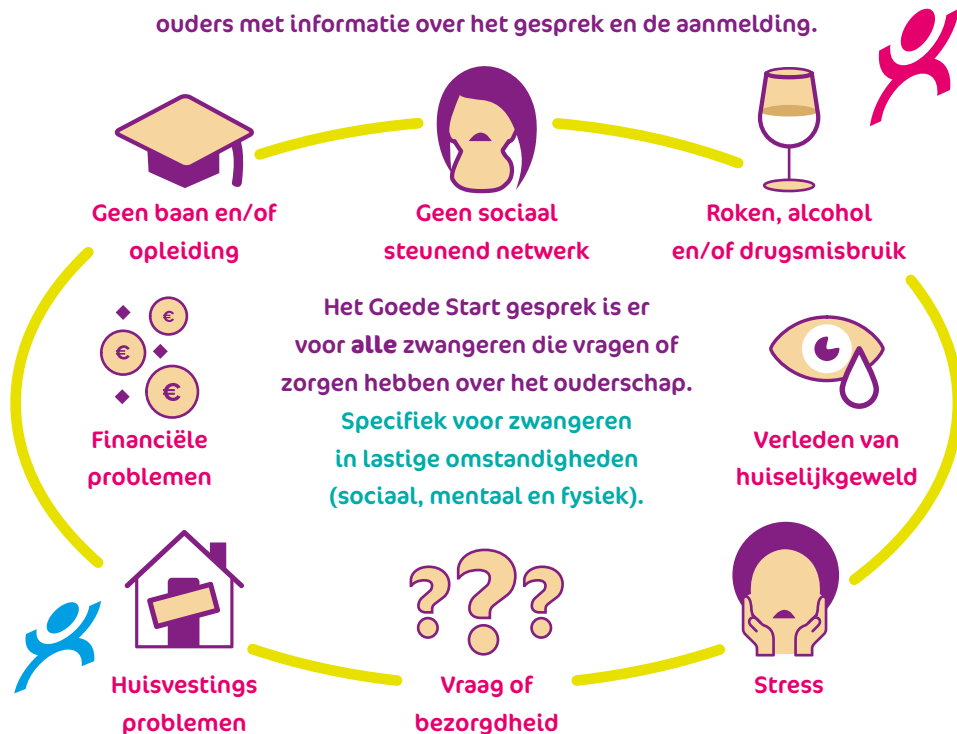 ouders met informatie over het gesprek en de aanmelding.
Geen baan en/of
opleiding
Geen sociaal
steunend netwerk
Roken, alcohol
en/of drugsmisbruik
€
€
€
Financiële
problemen
Het Goede Start gesprek is er
voor alle zwangeren die vragen of
zorgen hebben over het ouderschap.
Specifiek voor zwangeren
in lastige omstandigheden
(sociaal, mentaal en fysiek).
Verleden van
huiselijkgeweld
Huisvestings
problemen
? ? ?
Vraag of
bezorgdheid
Stress